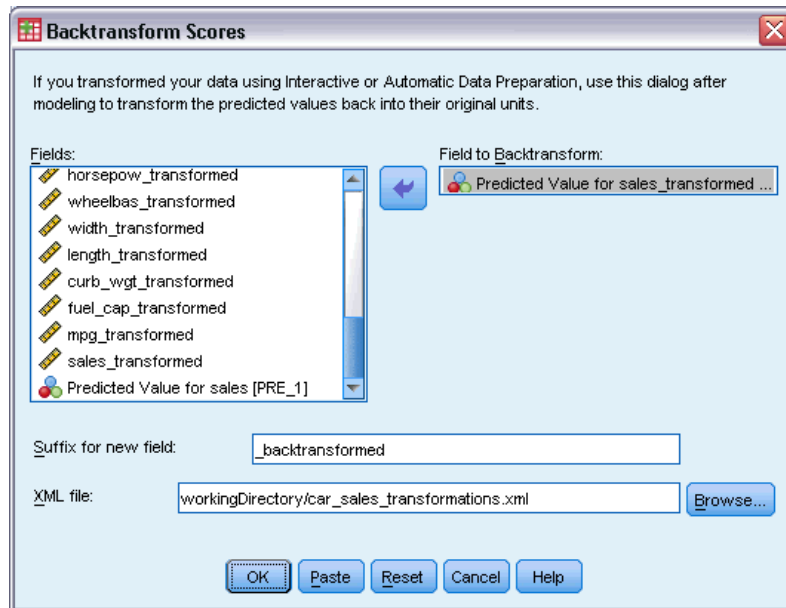 Backtransform Scores
If you transformed your data using Interactive or Automatic Data Preparation, use this dialog after
modeling to transform the predicted values back into their original units.
Fields:
horsepow_transformed
wheelbas_transformed
width_transformed
length_transformed
curb_wgt_transformed
fuel_cap_transformed
mpg_transformed
sales_transformed
Predicted Value for sales [PRE_1]
Field to Backtransform:
Predicted Value for sales_transformed ...
Suffix for new field:
_backtransformed
XML file:
workingDirectory/car_sales_transformations.xml
Browse...
OK
Paste
Reset
Cancel
Help